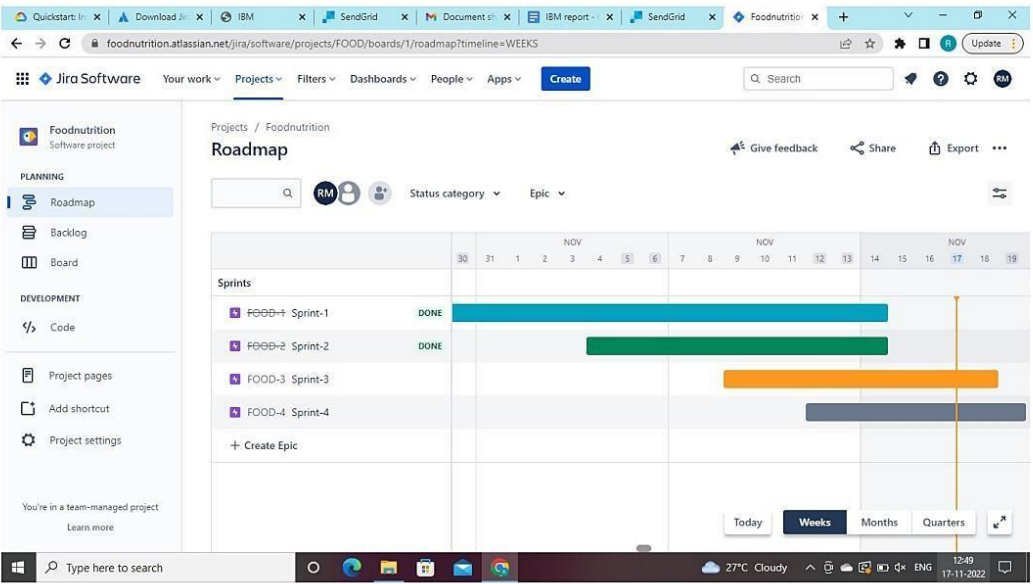 Quickstart: In
Download Ji
IBM
SendGrid
Document sh
IBM report -
SendGrid
Foodnutrition
foodnutrition.atlassian.net/jira/software/projects/FOOD/boards/1/roadmap?timeline=WEEKS
R
Update
Jira Software Your work Projects Filters Dashboards People Apps Create
Search
RM
Foodnutrition
Software project
PLANNING
Roadmap
Backlog
Board
DEVELOPMENT
Code
Project pages
Add shortcut
Project settings
You're in a team-managed project
Learn more
Projects / Foodnutrition
Roadmap
Give feedback Share Export
RM Status category Epic
NOV NOV NOV
30 31 1 2 3 4 5 6 7 8 9 10 11 12 13 14 15 16 17 18 19
Sprints
FOOD-1 Sprint-1 DONE
FOOD-2 Sprint-2 DONE
FOOD-3 Sprint-3
FOOD-4 Sprint-4
+ Create Epic
Today Weeks Months Quarters
Type here to search
27°C Cloudy
ENG
12:49
17-11-2022